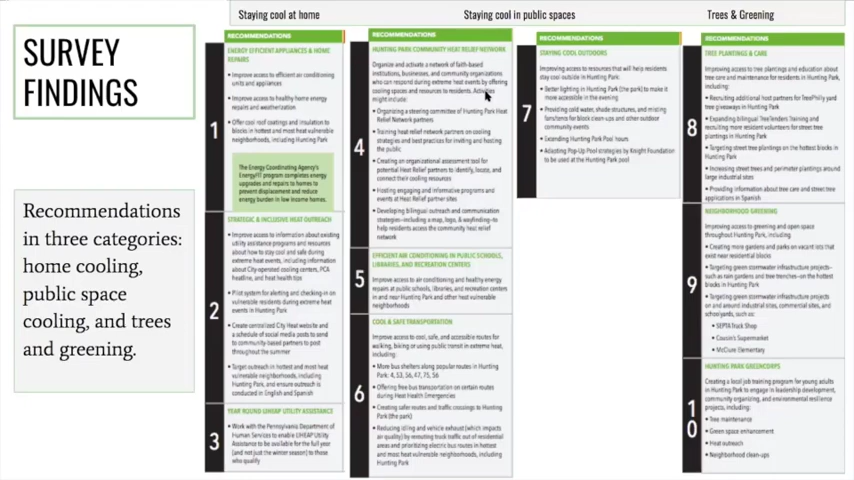 Staying cool at home
Staying cool in public spaces
Trees & Greening
SURVEY
FINDINGS
Recommendations
in three categories:
home cooling,
public space
cooling, and trees
and greening.
RECOMMENDATIONS
1
ENERGY EFFICIENT APPLIANCES & HOME
REPAIRS
• Improve access to efficient air conditioning
units and appliances
• Improve access to healthy home energy
repairs and weatherization
• Offer cool roof coatings and insulation to
blocks in hottest and most heat vulnerable
neighborhoods, including Hunting Park
The Energy Coordinating Agency's
EnergyFIT program completes energy
upgrades and repairs to homes to
prevent displacement and reduce
energy burden in low income homes.
2
STRATEGIC & INCLUSIVE HEAT OUTREACH
• Improve access to information about existing
utility assistance programs and resources
about how to stay cool and safe during
extreme heat events, including information
about City-operated cooling centers, PCA
heatline, and heat health tips
• Pilot system for alerting and checking-in on
vulnerable residents during extreme heat
events in Hunting Park
• Create centralized City Heat website and
a schedule of social media posts to send
to community-based partners to post
throughout the summer
• Target outreach in hottest and most heat
vulnerable neighborhoods, including
Hunting Park, and ensure outreach is
conducted in English and Spanish
3
YEAR ROUND LIHEAP UTILITY ASSISTANCE
• Work with the Pennsylvania Department of
Human Services to enable LIHEAP Utility
Assistance to be available for the full year
(and not just the winter season) to those
who qualify
RECOMMENDATIONS
4
HUNTING PARK COMMUNITY HEAT RELIEF NETWORK
Organize and activate a network of faith-based
institutions, businesses, and community organizations
who can respond during extreme heat events by offering
cooling spaces and resources to residents. Activities
might include:
• Organizing a steering committee of Hunting Park Heat
Relief Network partners
• Training heat relief network partners on cooling
strategies and best practices for inviting and hosting
the public
• Creating an organizational assessment tool for
potential Heat Relief partners to identify, locate, and
connect their cooling resources
• Hosting engaging and informative programs and
events at Heat Relief partner sites
• Developing bilingual outreach and communication
strategies–including a map, logo, & wayfinding–to
help residents access the community heat relief
network
5
EFFICIENT AIR CONDITIONING IN PUBLIC SCHOOLS,
LIBRARIES, AND RECREATION CENTERS
Improve access to air conditioning and healthy energy
repairs at public schools, libraries, and recreation centers
in and near Hunting Park and other heat vulnerable
neighborhoods
6
COOL & SAFE TRANSPORTATION
Improve access to cool, safe, and accessible routes for
walking, biking or using public transit in extreme heat,
including:
• More bus shelters along popular routes in Hunting
Park: 4, 53, 56, 47, 75, 56
• Offering free bus transportation on certain routes
during Heat Health Emergencies
• Creating safer routes and traffic crossings to Hunting
Park (the park)
• Reducing idling and vehicle exhaust (which impacts
air quality) by rerouting truck traffic out of residential
areas and prioritizing electric bus routes in hottest
and most heat vulnerable neighborhoods, including
Hunting Park
RECOMMENDATIONS
7
STAYING COOL OUTDOORS
Improving access to resources that will help residents
stay cool outside in Hunting Park.
• Better lighting in Hunting Park (the park) to make it
more accessible in the evening
• Providing cold water, shade structures, and misting
fans/tents for block clean-ups and other outdoor
community events
• Extending Hunting Park Pool hours
• Adopting Pop-Up Pool strategies by Knight Foundation
to be used at the Hunting Park pool
RECOMMENDATIONS
8
TREE PLANTINGS & CARE
Improving access to tree plantings and education about
tree care and maintenance for residents in Hunting Park,
including:
• Recruiting additional host partners for TreePhilly yard
tree giveaways in Hunting Park
• Expanding bilingual TreeTenders Training and
recruiting more resident volunteers for street tree
plantings in Hunting Park
• Targeting street tree plantings on the hottest blocks in
Hunting Park
• Increasing street trees and perimeter plantings around
large industrial sites
• Providing information about tree care and street tree
applications in Spanish
9
NEIGHBORHOOD GREENING
Improving access to greening and open space
throughout Hunting Park, including:
• Creating more gardens and parks on vacant lots that
exist near residential blocks
• Targeting green stormwater infrastructure projects–
such as rain gardens and tree trenches–on the hottest
blocks in Hunting Park
• Targeting green stormwater infrastructure projects
on and around industrial sites, commercial sites, and
schoolyards, such as:
• SEPTA Truck Shop
• Cousin's Supermarket
• McClure Elementary
10
HUNTING PARK GREENCORPS
Creating a local job training program for young adults
in Hunting Park to engage in leadership development,
community organizing, and environmental resilience
projects, including:
• Tree maintenance
• Green space enhancement
• Heat outreach
• Neighborhood clean-ups